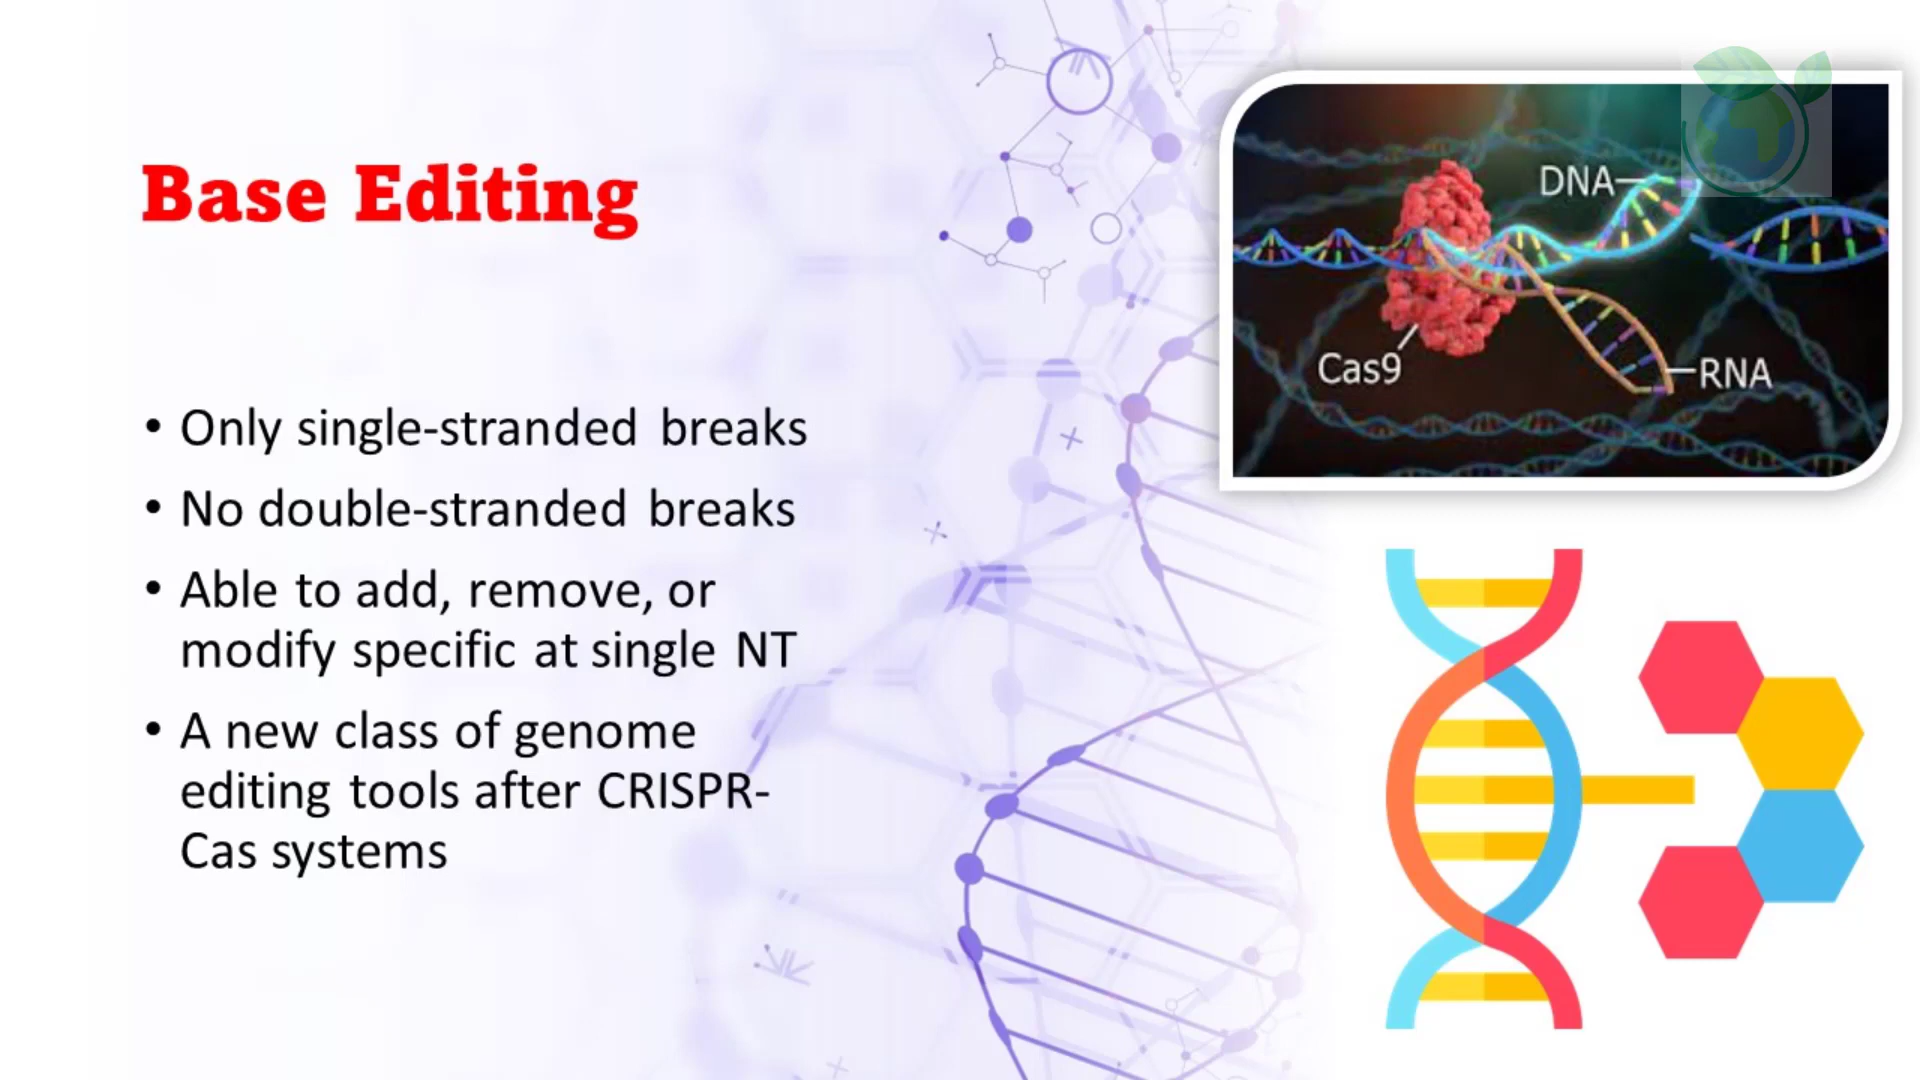 Base Editing
• Only single-stranded breaks
• No double-stranded breaks
• Able to add, remove, or
modify specific at single NT
• A new class of genome
editing tools after CRISPR-
Cas systems
DNA
Cas9
RNA